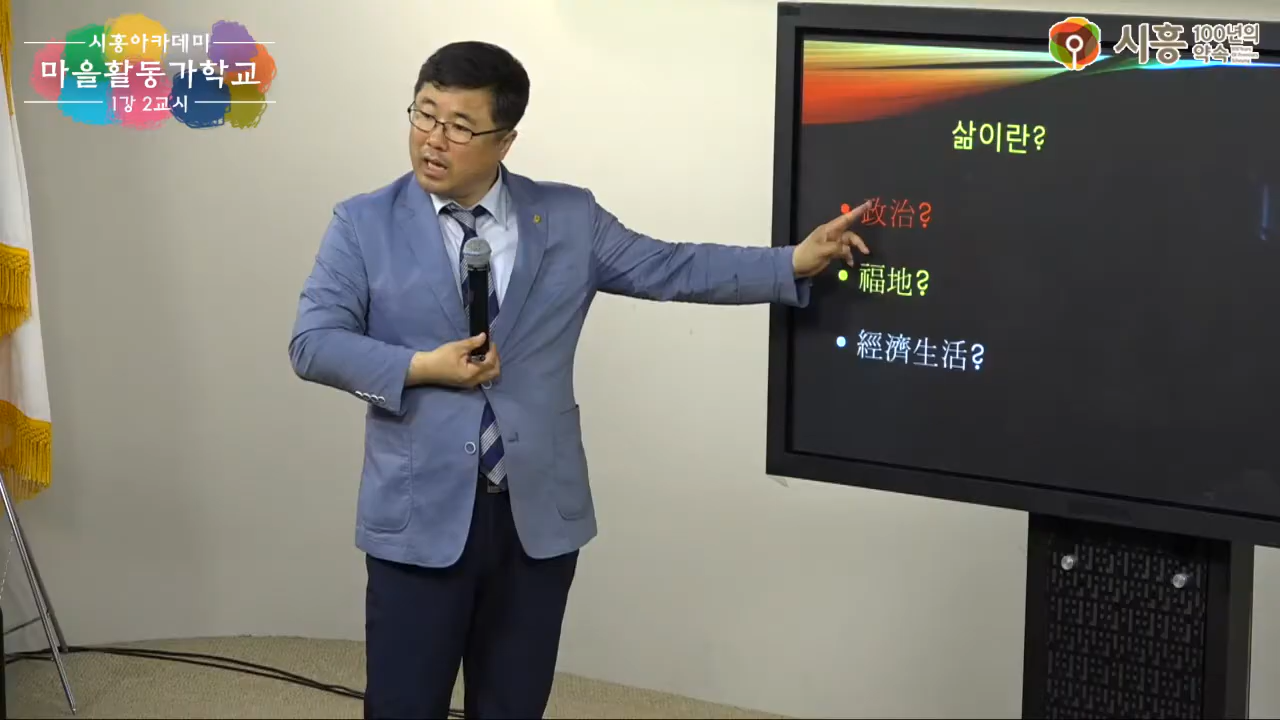 시흥아카데미
마을활동가학교
1강 2교시
시흥 100년의
약속
삶이란?
• 政治?
• 福地?
• 經濟生活?